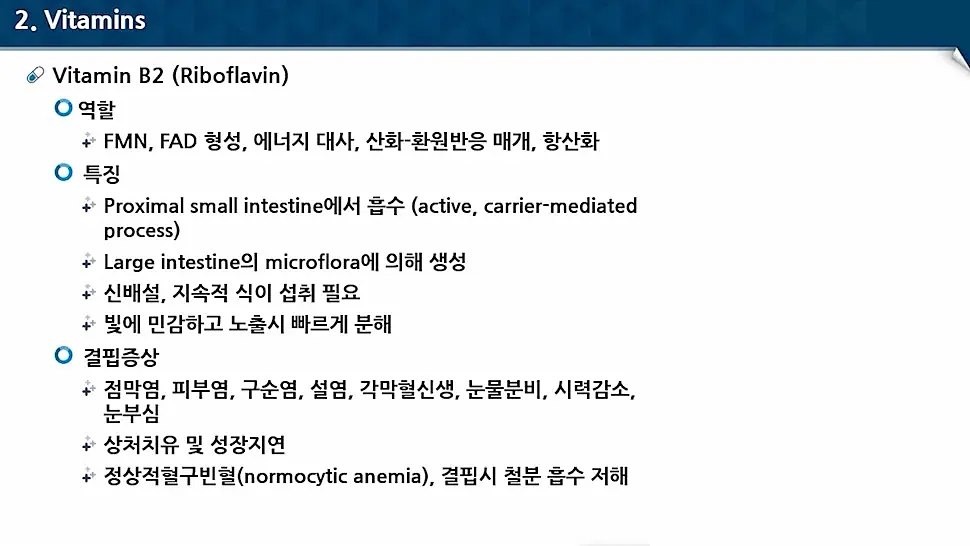 2. Vitamins
Vitamin B2 (Riboflavin)
역할
FMN, FAD 형성, 에너지 대사, 산화-환원반응 매개, 항산화
특징
Proximal small intestine에서 흡수 (active, carrier-mediated
process)
Large intestine의 microflora에 의해 생성
신배설, 지속적 식이 섭취 필요
빛에 민감하고 노출시 빠르게 분해
결핍증상
점막염, 피부염, 구순염, 설염, 각막혈신생, 눈물분비, 시력감소,
눈부심
상처치유 및 성장지연
정상적혈구빈혈(normocytic anemia), 결핍시 철분 흡수 저해